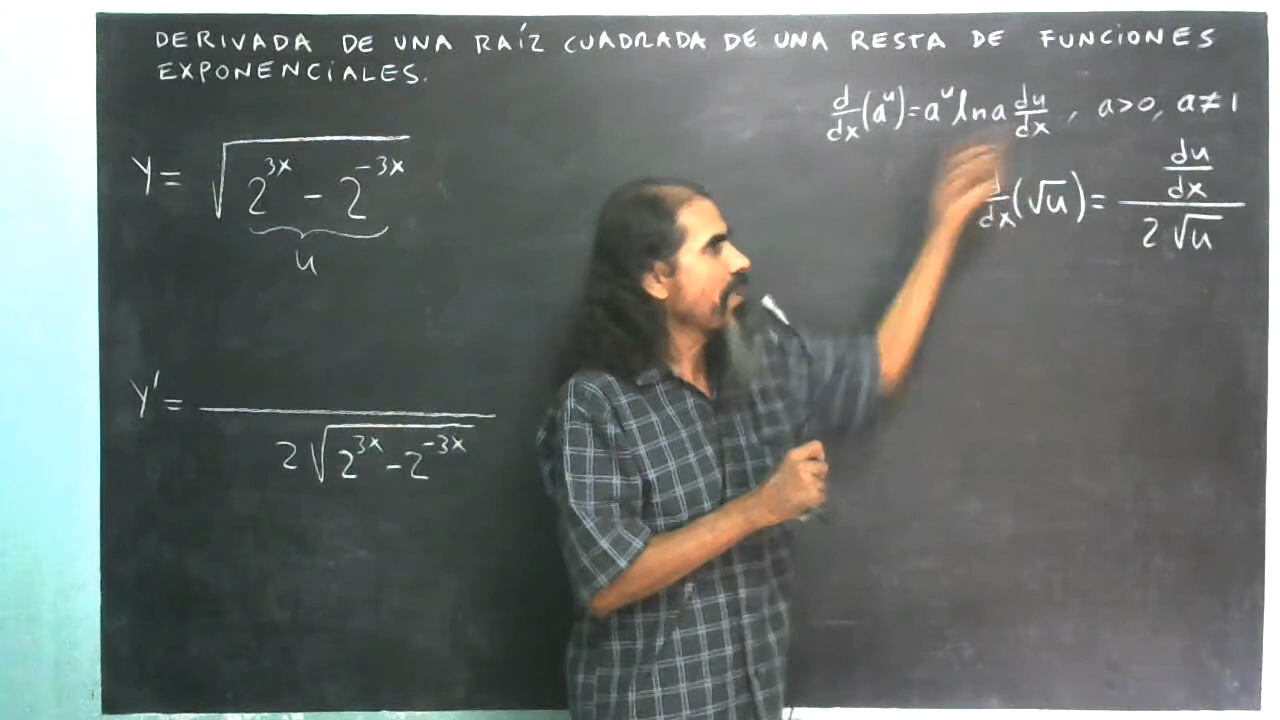 DERIVADA DE UNA RAÍZ CUADRADA DE UNA RESTA DE FUNCIONES
EXPONENCIALES.
d/dx (a^u) = a^u ln a du/dx , a>0, a≠1
y = √(2^(3x) - 2^(-3x))
u
d/dx (√u) = (du/dx) / (2√u)
y' = ――― / (2√(2^(3x) - 2^(-3x)))